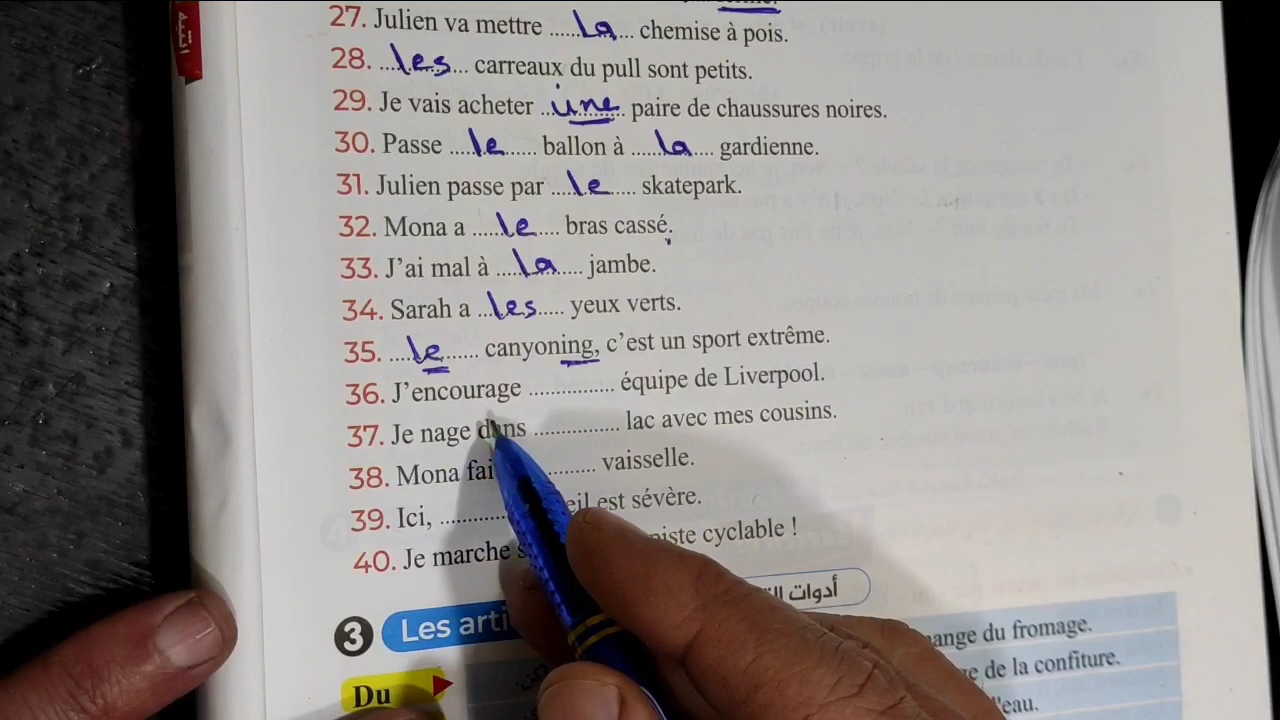 انتبه
27. Julien va mettre ......La... chemise à pois.
28. ...les... carreaux du pull sont petits.
29. Je vais acheter ...une... paire de chaussures noires.
30. Passe ...le... ballon à ...la... gardienne.
31. Julien passe par ...le... skatepark.
32. Mona a ...le... bras cassé.
33. J'ai mal à ...la... jambe.
34. Sarah a ...les... yeux verts.
35. ...le... canyoning, c'est un sport extrême.
36. J'encourage ............... équipe de Liverpool.
37. Je nage dans ............... lac avec mes cousins.
38. Mona fai ......... vaisselle.
39. Ici, ............ eil est sévère.
40. Je marche s piste cyclable !
أدوات
3 Les arti
ange du fromage.
Du
de la confiture.
l'eau.